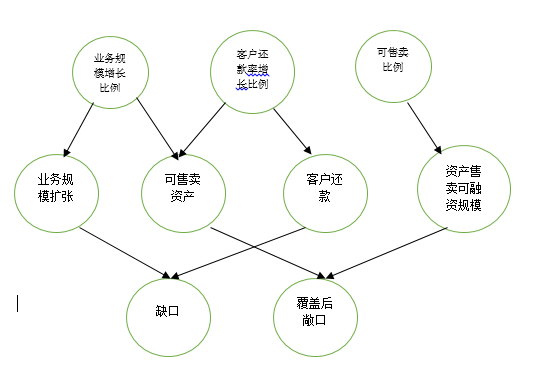 业务规
模增长
比例
客户还
款率增
长比例
可售卖
比例
业务规
模扩张
可售卖
资产
客户还
款
资产售
卖可融
资规模
缺口
覆盖后
敞口